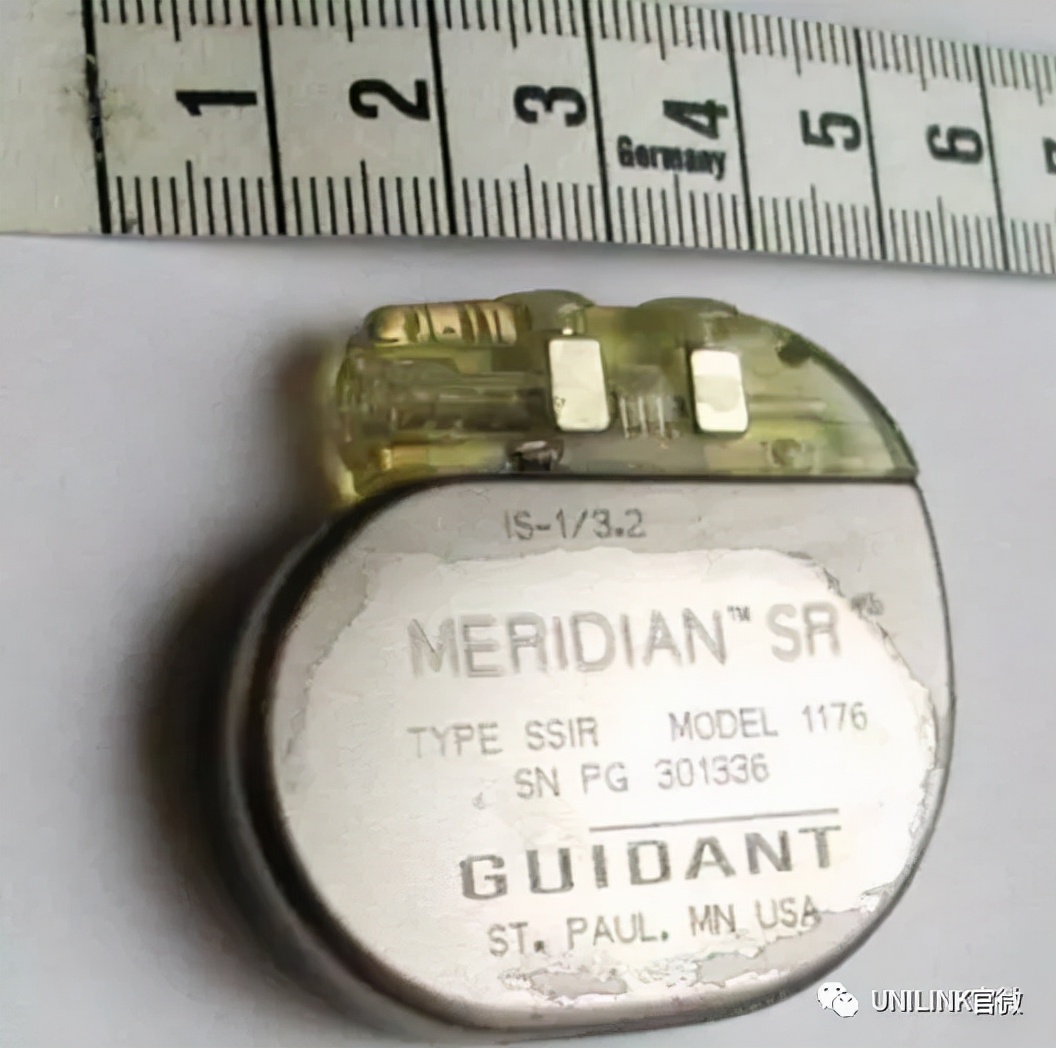 1 2 3 4 5 6 7
Germany
IS-1/3.2
MERIDIAN™ SR
TYPE SSIR MODEL 1176
SN PG 301336
GUIDANT
ST. PAUL. MN USA
UNILINK官微